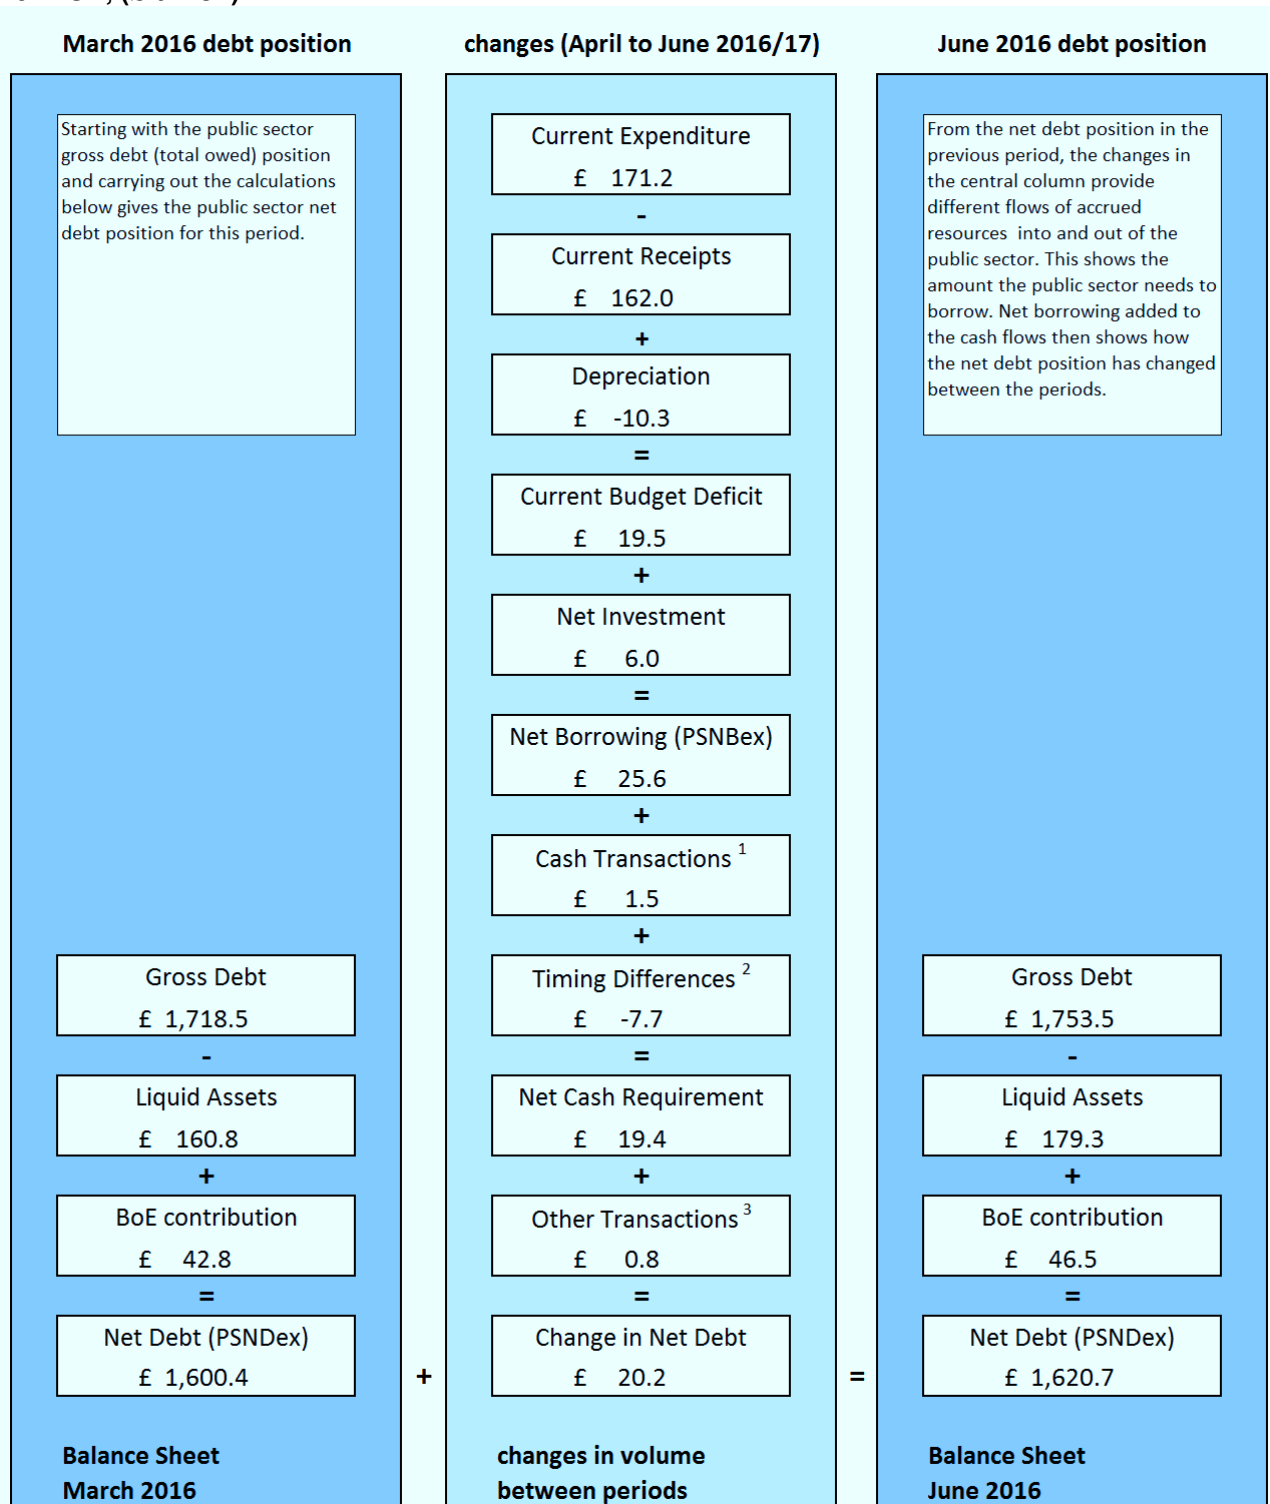 March 2016 debt position
Starting with the public sector
gross debt (total owed) position
and carrying out the calculations
below gives the public sector net
debt position for this period.
Gross Debt
£ 1,718.5
-
Liquid Assets
£ 160.8
+
BoE contribution
£ 42.8
=
Net Debt (PSNDex)
£ 1,600.4
Balance Sheet
March 2016
+
changes (April to June 2016/17)
Current Expenditure
£ 171.2
-
Current Receipts
£ 162.0
+
Depreciation
£ -10.3
=
Current Budget Deficit
£ 19.5
+
Net Investment
£ 6.0
=
Net Borrowing (PSNBex)
£ 25.6
+
Cash Transactions 1
£ 1.5
+
Timing Differences 2
£ -7.7
=
Net Cash Requirement
£ 19.4
+
Other Transactions 3
£ 0.8
=
Change in Net Debt
£ 20.2
changes in volume
between periods
=
June 2016 debt position
From the net debt position in the
previous period, the changes in
the central column provide
different flows of accrued
resources into and out of the
public sector. This shows the
amount the public sector needs to
borrow. Net borrowing added to
the cash flows then shows how
the net debt position has changed
between the periods.
Gross Debt
£ 1,753.5
-
Liquid Assets
£ 179.3
+
BoE contribution
£ 46.5
=
Net Debt (PSNDex)
£ 1,620.7
Balance Sheet
June 2016